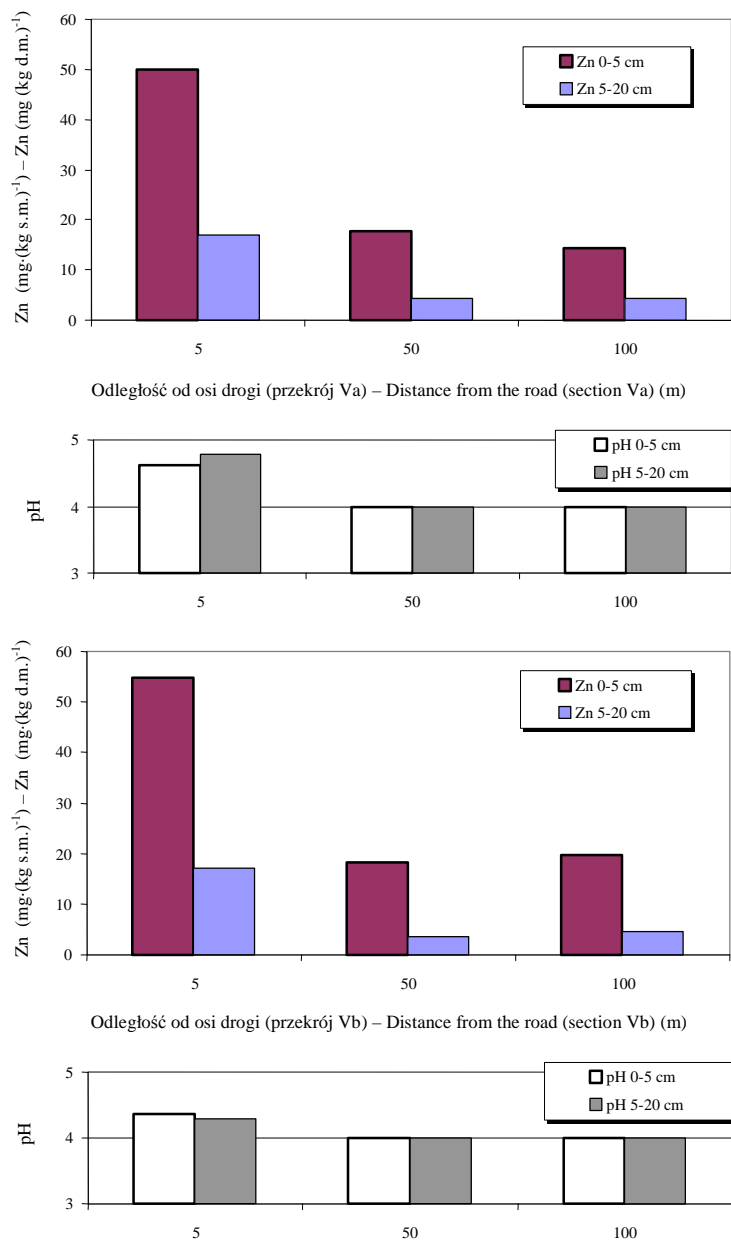 60
50
40
30
20
10
0
Zn (mg·(kg s.m.)-1) – Zn (mg (kg d.m.)-1
Zn 0-5 cm
Zn 5-20 cm
5 50 100
Odległość od osi drogi (przekrój Va) – Distance from the road (section Va) (m)
5
4
3
pH
pH 0-5 cm
pH 5-20 cm
5 50 100
60
50
40
30
20
10
0
Zn (mg·(kg s.m.)-1) – Zn (mg·(kg d.m.)-1
Zn 0-5 cm
Zn 5-20 cm
5 50 100
Odległość od osi drogi (przekrój Vb) – Distance from the road (section Vb) (m)
5
4
3
pH
pH 0-5 cm
pH 5-20 cm
5 50 100